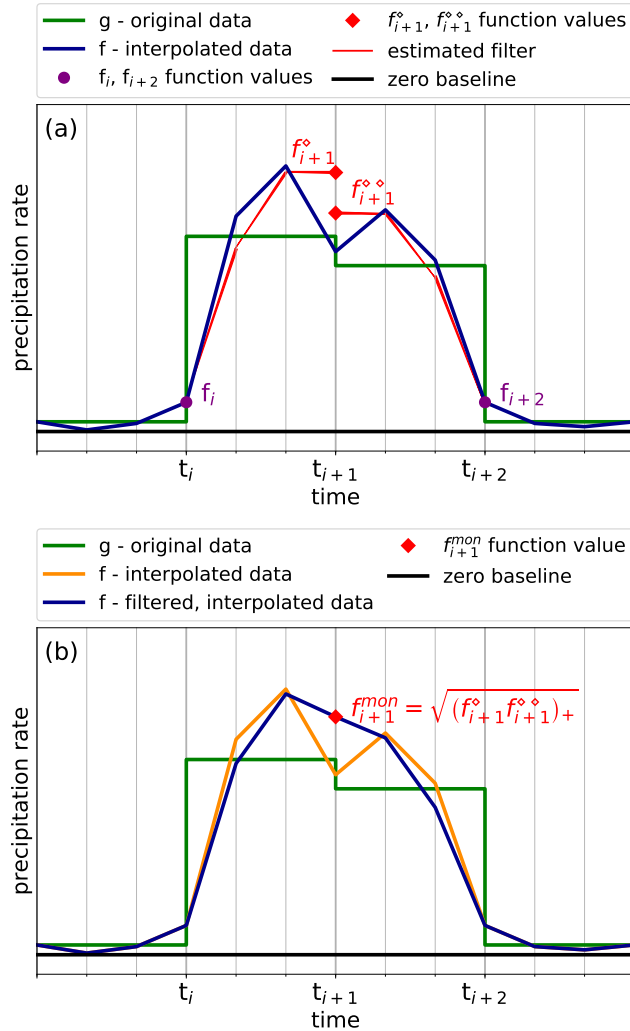 g - original data
f - interpolated data
f_i, f_{i+2} function values
f^⋄_{i+1}, f^{⋄⋄}_{i+1} function values
estimated filter
zero baseline
(a)
f^⋄_{i+1}
f^{⋄⋄}_{i+1}
f_i
f_{i+2}
precipitation rate
t_i
t_{i+1}
t_{i+2}
time
g - original data
f - interpolated data
f - filtered, interpolated data
f^{mon}_{i+1} function value
zero baseline
(b)
f^{mon}_{i+1} = √(f^⋄_{i+1} f^{⋄⋄}_{i+1})_+
precipitation rate
t_i
t_{i+1}
t_{i+2}
time